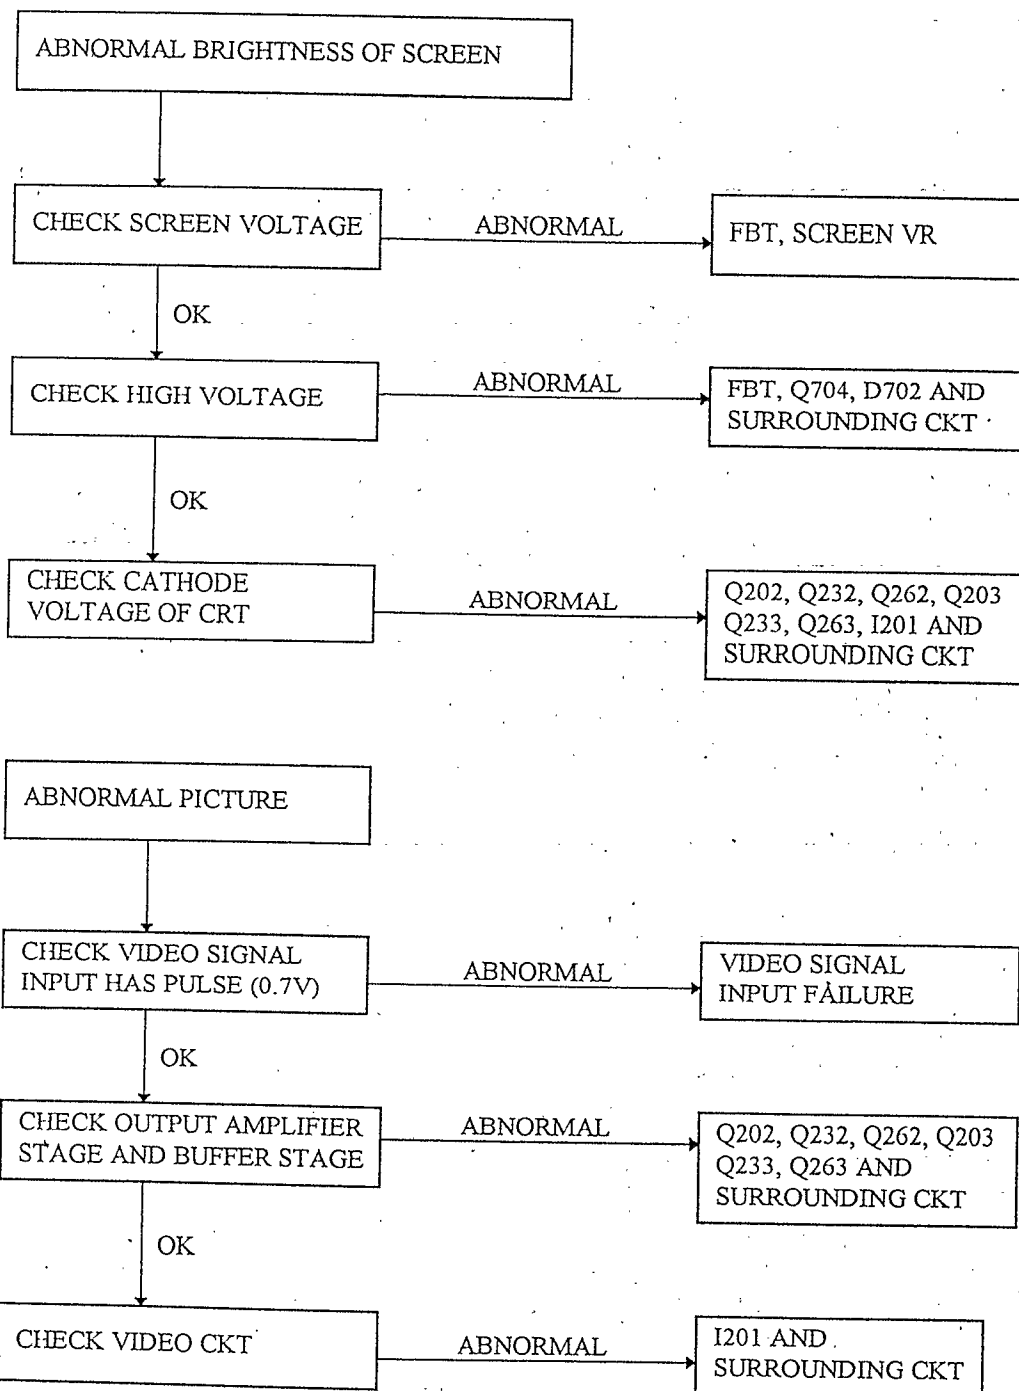 ABNORMAL BRIGHTNESS OF SCREEN
CHECK SCREEN VOLTAGE
ABNORMAL
FBT, SCREEN VR
OK
CHECK HIGH VOLTAGE
ABNORMAL
FBT, Q704, D702 AND
SURROUNDING CKT
OK
CHECK CATHODE
VOLTAGE OF CRT
ABNORMAL
Q202, Q232, Q262, Q203
Q233, Q263, I201 AND
SURROUNDING CKT
ABNORMAL PICTURE
CHECK VIDEO SIGNAL
INPUT HAS PULSE (0.7V)
ABNORMAL
VIDEO SIGNAL
INPUT FAILURE
OK
CHECK OUTPUT AMPLIFIER
STAGE AND BUFFER STAGE
ABNORMAL
Q202, Q232, Q262, Q203
Q233, Q263 AND
SURROUNDING CKT
OK
CHECK VIDEO CKT
ABNORMAL
I201 AND
SURROUNDING CKT